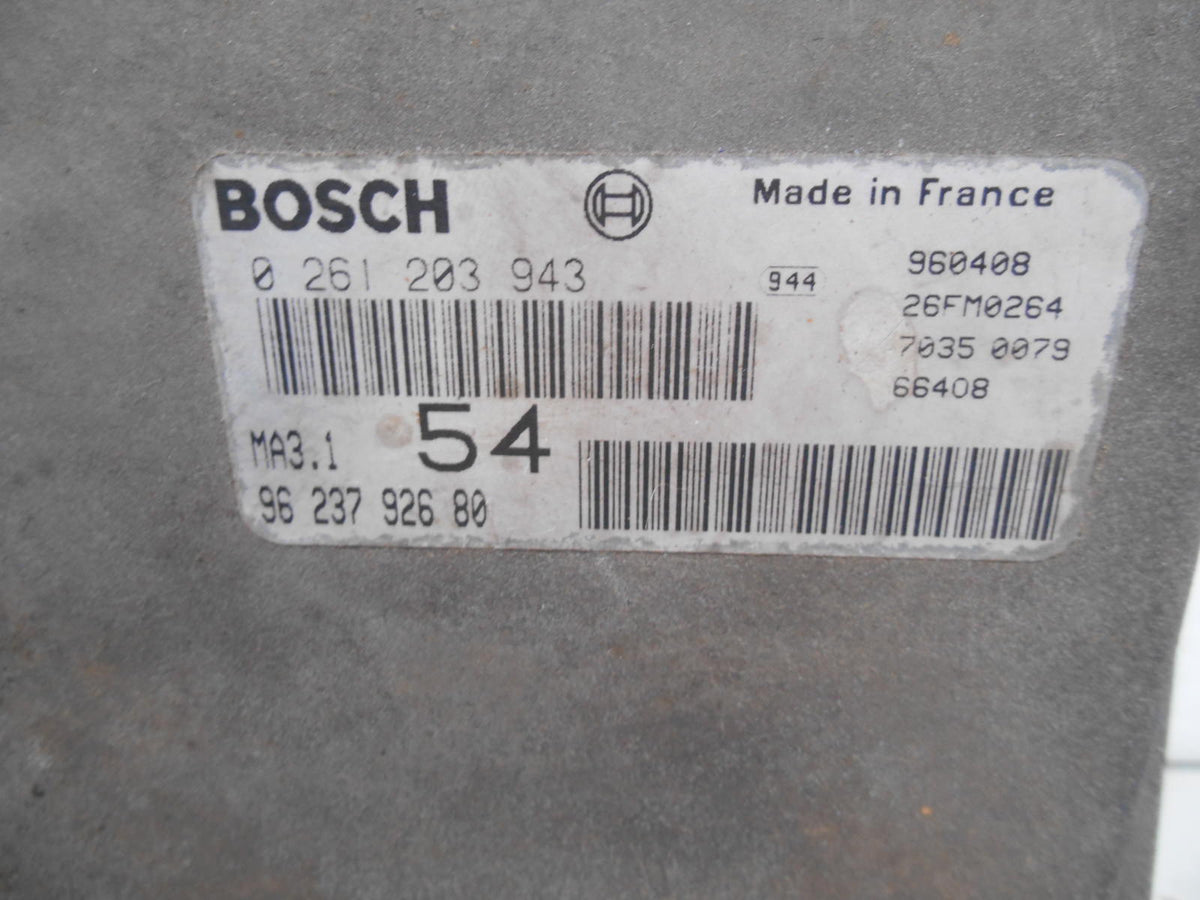 BOSCH Made in France
0 261 203 943 944 960408
26FM0264
7035 0079
66408
MA3.1 54
96 237 926 80